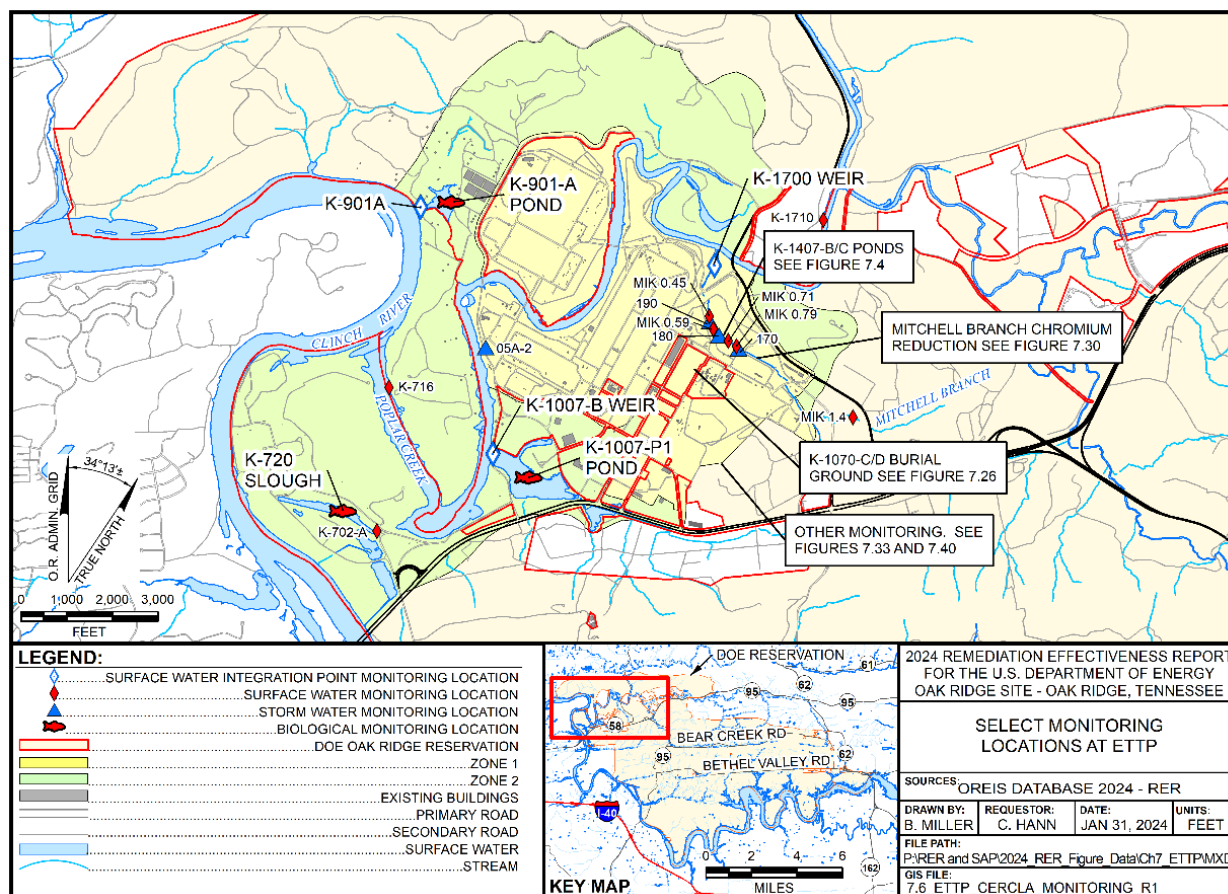 K-1700 WEIR
K-901-A
POND
K-901A
K-1710
K-1407-B/C PONDS
SEE FIGURE 7.4
MIK 0.45
MIK 0.71
190
MIK 0.79
MIK 0.59
180
170
MITCHELL BRANCH CHROMIUM
REDUCTION SEE FIGURE 7.30
CLINCH RIVER
05A-2
K-716
POPLAR CREEK
MITCHELL BRANCH
K-1007-B WEIR
MIK 1.4
K-1007-P1
POND
K-1070-C/D BURIAL
GROUND SEE FIGURE 7.26
K-720
SLOUGH
K-702-A
OTHER MONITORING. SEE
FIGURES 7.33 AND 7.40
34°13'±
O.R. ADMIN GRID
TRUE NORTH
0 1,000 2,000 3,000
FEET
LEGEND:
SURFACE WATER INTEGRATION POINT MONITORING LOCATION
SURFACE WATER MONITORING LOCATION
STORM WATER MONITORING LOCATION
BIOLOGICAL MONITORING LOCATION
DOE OAK RIDGE RESERVATION
ZONE 1
ZONE 2
EXISTING BUILDINGS
PRIMARY ROAD
SECONDARY ROAD
SURFACE WATER
STREAM
DOE RESERVATION
61
62
95
95
58
BEAR CREEK RD
62
95
BETHEL VALLEY RD
I-40
0 2 4 6
MILES
162
KEY MAP
2024 REMEDIATION EFFECTIVENESS REPORT
FOR THE U.S. DEPARTMENT OF ENERGY
OAK RIDGE SITE - OAK RIDGE, TENNESSEE
SELECT MONITORING
LOCATIONS AT ETTP
SOURCES: OREIS DATABASE 2024 - RER
DRAWN BY: REQUESTOR: DATE: UNITS:
B. MILLER C. HANN JAN 31, 2024 FEET
FILE PATH:
P:\RER and SAP\2024_RER_Figure_Data\Ch7_ETTP\MXD
GIS FILE:
7.6_ETTP_CERCLA_MONITORING_R1